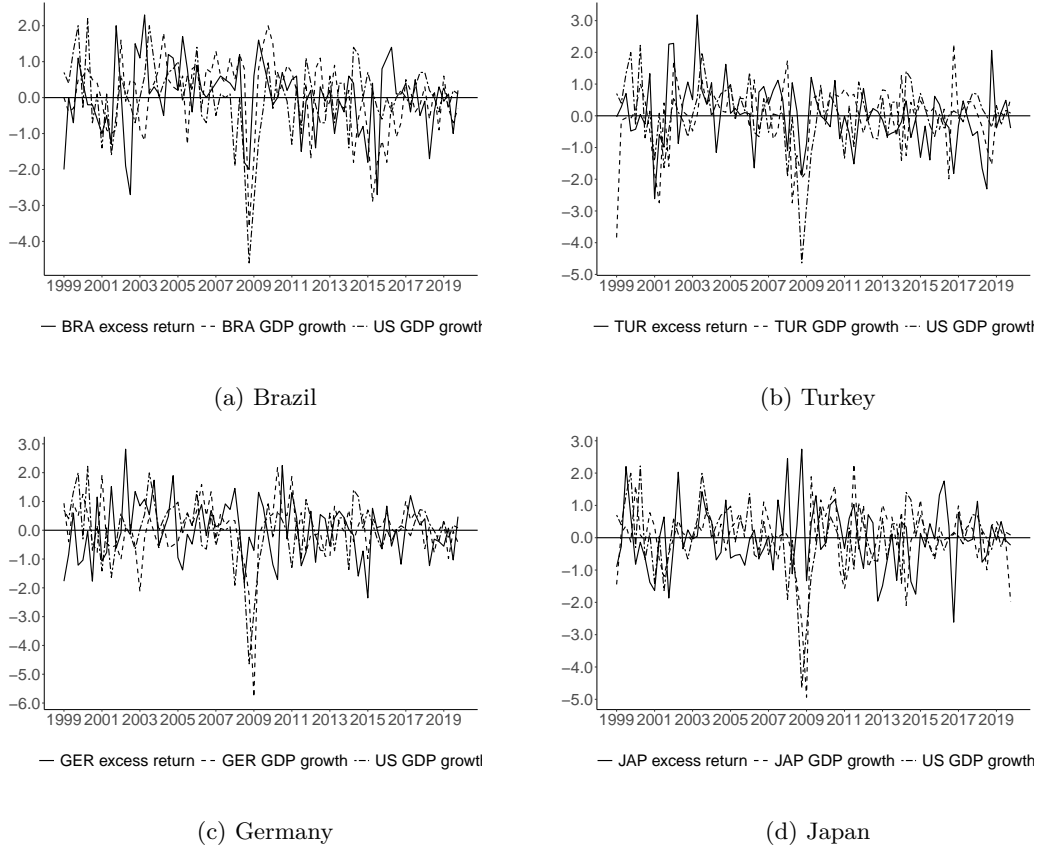 2.0
1.0
0.0
−1.0
−2.0
−3.0
−4.0
1999 2001 2003 2005 2007 2009 2011 2013 2015 2017 2019
BRA excess return BRA GDP growth US GDP growth
(a) Brazil
3.0
2.0
1.0
0.0
−1.0
−2.0
−3.0
−4.0
−5.0
1999 2001 2003 2005 2007 2009 2011 2013 2015 2017 2019
TUR excess return TUR GDP growth US GDP growth
(b) Turkey
3.0
2.0
1.0
0.0
−1.0
−2.0
−3.0
−4.0
−5.0
−6.0
1999 2001 2003 2005 2007 2009 2011 2013 2015 2017 2019
GER excess return GER GDP growth US GDP growth
(c) Germany
3.0
2.0
1.0
0.0
−1.0
−2.0
−3.0
−4.0
−5.0
1999 2001 2003 2005 2007 2009 2011 2013 2015 2017 2019
JAP excess return JAP GDP growth US GDP growth
(d) Japan